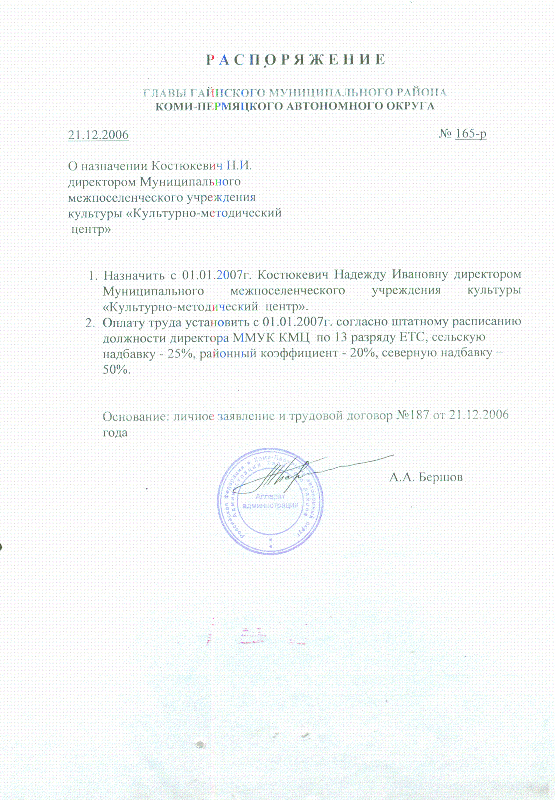 Р А С П О Р Я Ж Е Н И Е
ГЛАВЫ ГАЙНСКОГО МУНИЦИПАЛЬНОГО РАЙОНА
КОМИ-ПЕРМЯЦКОГО АВТОНОМНОГО ОКРУГА
21.12.2006 № 165-р
О назначении Костюкевич Н.И.
директором Муниципального
межпоселенческого учреждения
культуры «Культурно-методический
центр»
1. Назначить с 01.01.2007г. Костюкевич Надежду Ивановну директором
Муниципального межпоселенческого учреждения культуры
«Культурно-методический центр».
2. Оплату труда установить с 01.01.2007г. согласно штатному расписанию
должности директора ММУК КМЦ по 13 разряду ЕТС, сельскую
надбавку - 25%, районный коэффициент - 20%, северную надбавку –
50%.
Основание: личное заявление и трудовой договор №187 от 21.12.2006
года
А.А. Бершов
Аппарат
администрации